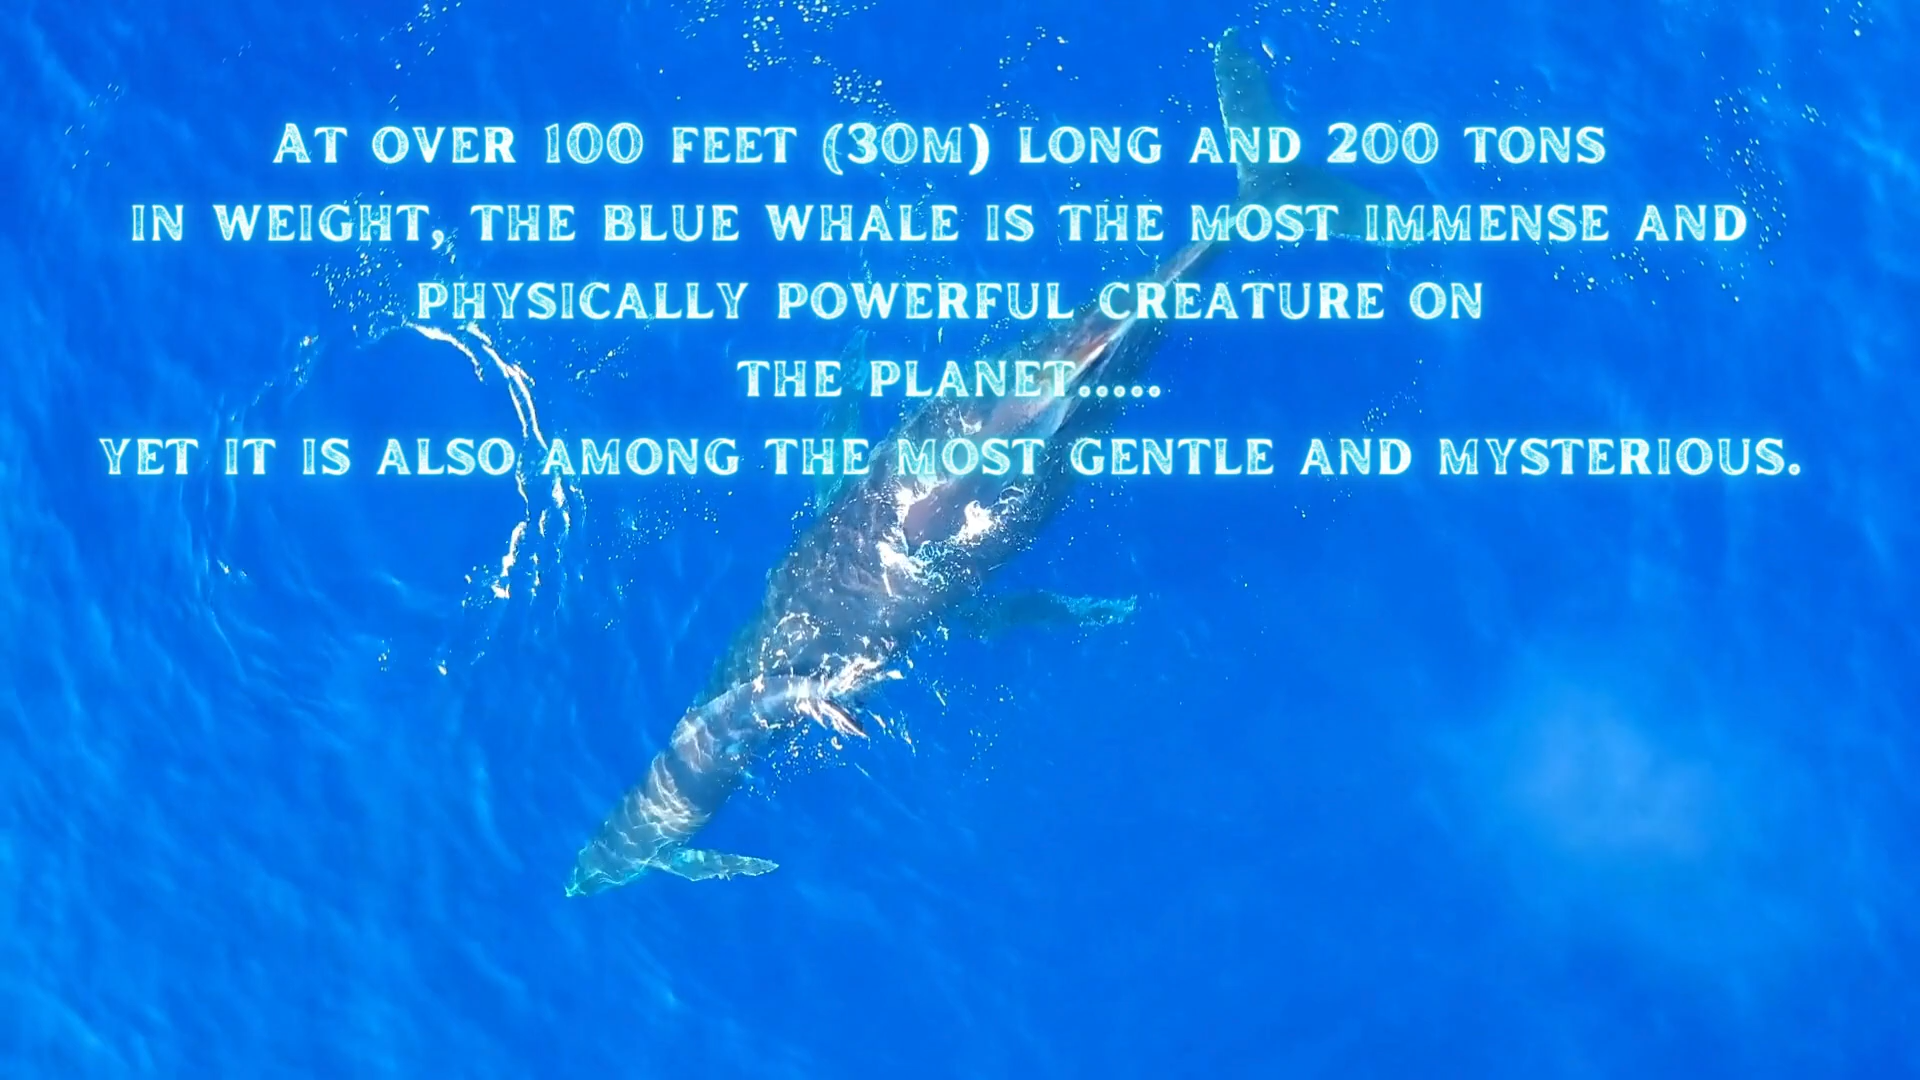 At over 100 feet (30m) long and 200 tons
in weight, the blue whale is the most immense and
physically powerful creature on
the planet.....
yet it is also among the most gentle and mysterious.